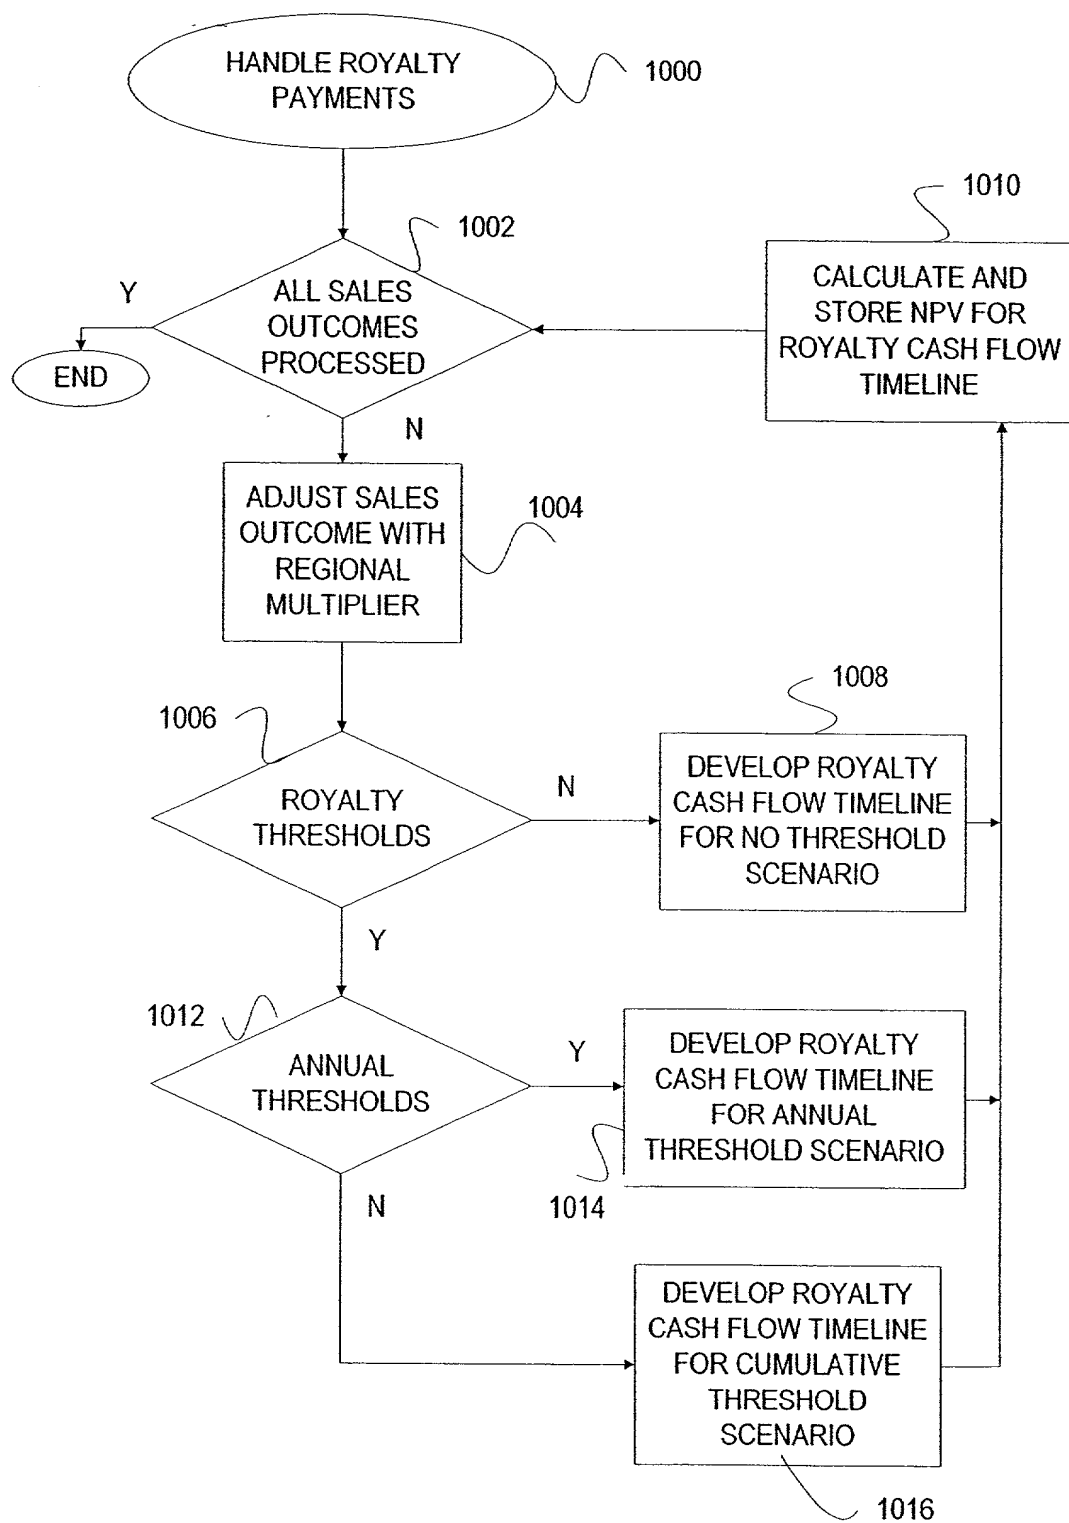 HANDLE ROYALTY
PAYMENTS
1000
1002
1010
ALL SALES
OUTCOMES
PROCESSED
Y
END
N
CALCULATE AND
STORE NPV FOR
ROYALTY CASH FLOW
TIMELINE
ADJUST SALES
OUTCOME WITH
REGIONAL
MULTIPLIER
1004
1006
ROYALTY
THRESHOLDS
N
1008
DEVELOP ROYALTY
CASH FLOW TIMELINE
FOR NO THRESHOLD
SCENARIO
Y
1012
ANNUAL
THRESHOLDS
Y
DEVELOP ROYALTY
CASH FLOW TIMELINE
FOR ANNUAL
THRESHOLD SCENARIO
1014
N
DEVELOP ROYALTY
CASH FLOW TIMELINE
FOR CUMULATIVE
THRESHOLD
SCENARIO
1016